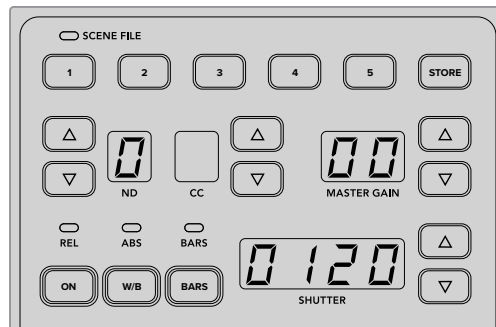 SCENE FILE
1 2 3 4 5 STORE
0 00
ND CC MASTER GAIN
REL ABS BARS
0120
ON W/B BARS
SHUTTER